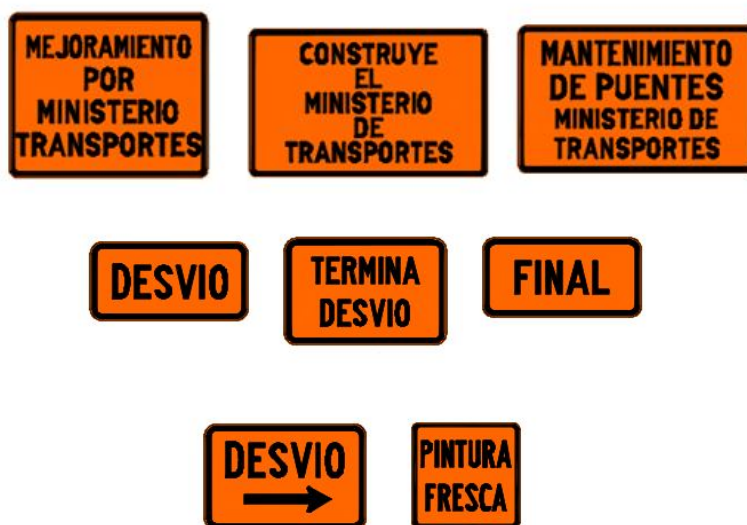 MEJORAMIENTO
POR
MINISTERIO
TRANSPORTES
CONSTRUYE
EL
MINISTERIO
DE
TRANSPORTES
MANTENIMIENTO
DE PUENTES
MINISTERIO DE
TRANSPORTES
DESVIO
TERMINA
DESVIO
FINAL
DESVIO
PINTURA
FRESCA